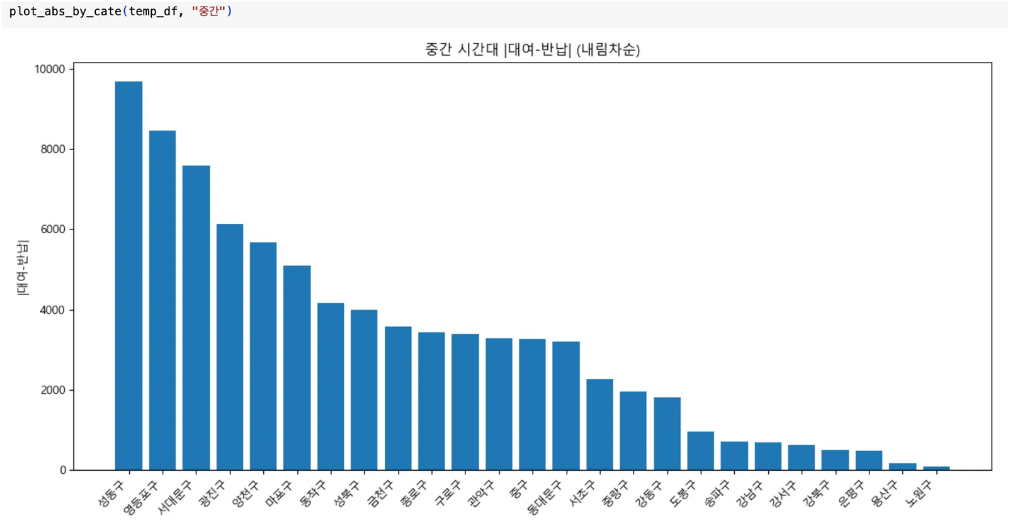 plot_abs_by_cate(temp_df, "중간")
중간 시간대 |대여-반납| (내림차순)
|대여-반납|
10000
8000
6000
4000
2000
0
성동구
영등포구
서대문구
광진구
양천구
마포구
동작구
성북구
금천구
종로구
구로구
관악구
중구
동대문구
서초구
중랑구
강동구
도봉구
송파구
강남구
강서구
강북구
은평구
용산구
노원구